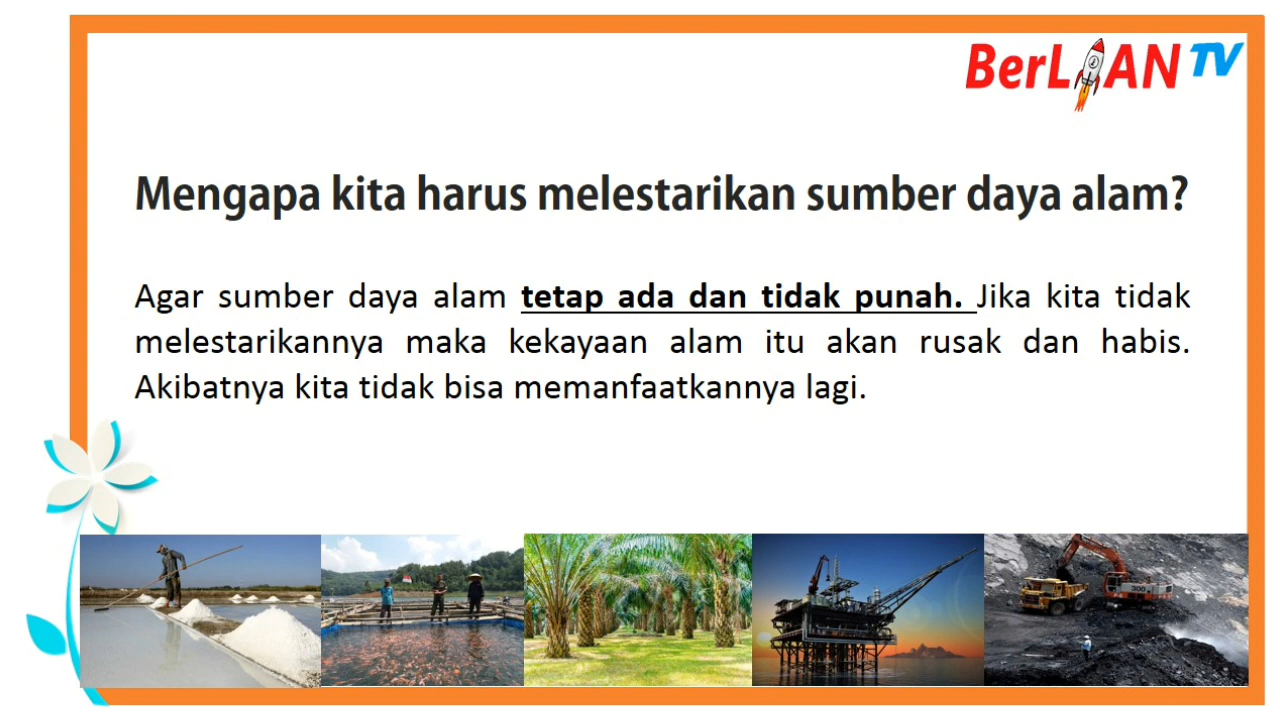 BerLIAN TV
Mengapa kita harus melestarikan sumber daya alam?
Agar sumber daya alam tetap ada dan tidak punah. Jika kita tidak
melestarikannya maka kekayaan alam itu akan rusak dan habis.
Akibatnya kita tidak bisa memanfaatkannya lagi.
300